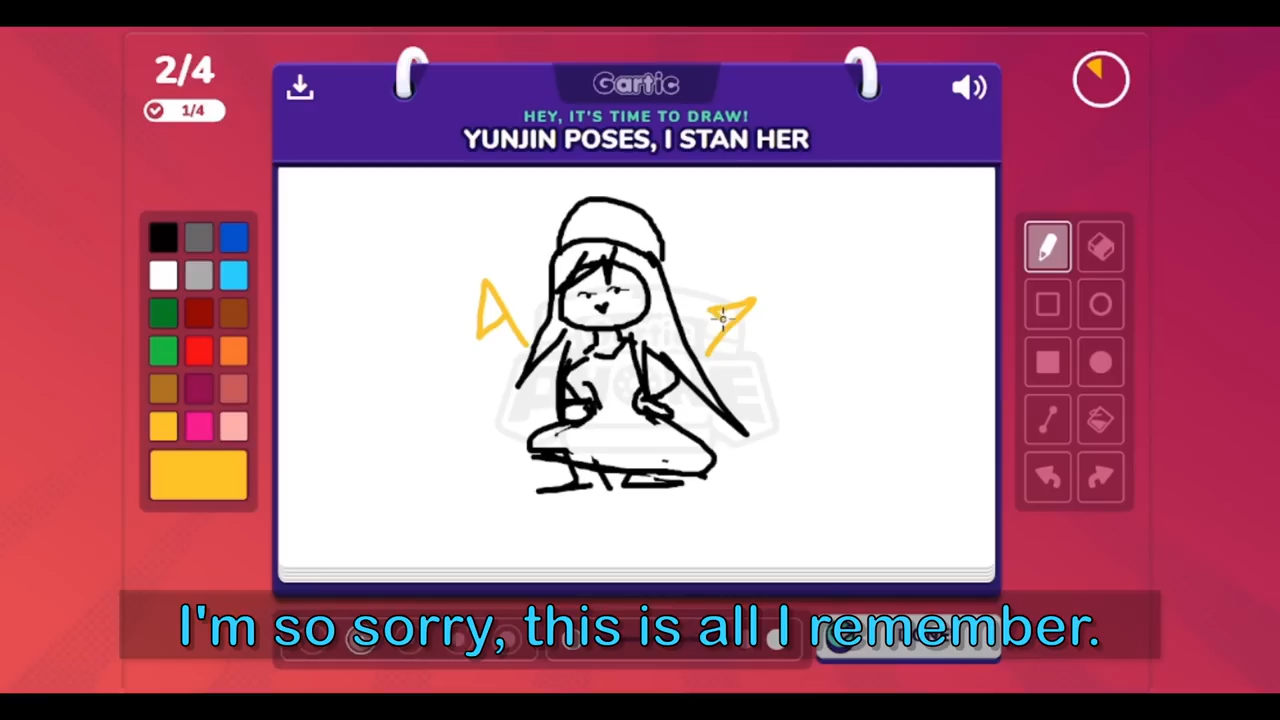 2/4
1/4
Gartic
HEY, IT'S TIME TO DRAW!
YUNJIN POSES, I STAN HER
I'm so sorry, this is all I remember.